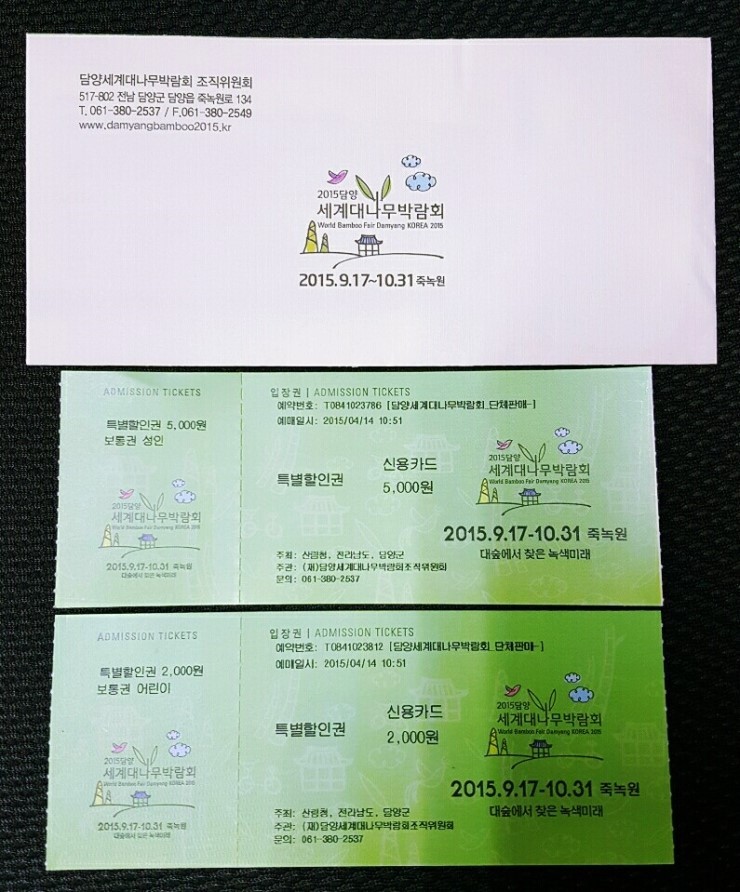 담양세계대나무박람회 조직위원회
517-802 전남 담양군 담양읍 죽녹원로 134
T. 061-380-2537 / F.061-380-2549
www.damyangbamboo2015.kr
2015담양
세계대나무박람회
World Bamboo Fair Damyang KOREA 2015
2015.9.17~10.31 죽녹원
ADMISSION TICKETS
특별할인권 5,000원
보통권 성인
2015담양
세계대나무박람회
World Bamboo Fair Damyang KOREA 2015
2015.9.17-10.31 죽녹원
대숲에서 찾은 녹색미래
입장권 | ADMISSION TICKETS
예약번호: T0841023786 [담양세계대나무박람회_단체판매-]
예매일시: 2015/04/14 10:51
특별할인권
신용카드
5,000원
2015담양
세계대나무박람회
World Bamboo Fair Damyang KOREA 2015
2015.9.17-10.31 죽녹원
대숲에서 찾은 녹색미래
주최: 산림청, 전라남도, 담양군
주관: (재)담양세계대나무박람회조직위원회
문의: 061-380-2537
ADMISSION TICKETS
특별할인권 2,000원
보통권 어린이
2015담양
세계대나무박람회
World Bamboo Fair Damyang KOREA 2015
2015.9.17-10.31 죽녹원
대숲에서 찾은 녹색미래
입장권 | ADMISSION TICKETS
예약번호: T0841023812 [담양세계대나무박람회_단체판매-]
예매일시: 2015/04/14 10:51
특별할인권
신용카드
2,000원
2015담양
세계대나무박람회
World Bamboo Fair Damyang KOREA 2015
2015.9.17-10.31 죽녹원
대숲에서 찾은 녹색미래
주최: 산림청, 전라남도, 담양군
주관: (재)담양세계대나무박람회조직위원회
문의: 061-380-2537